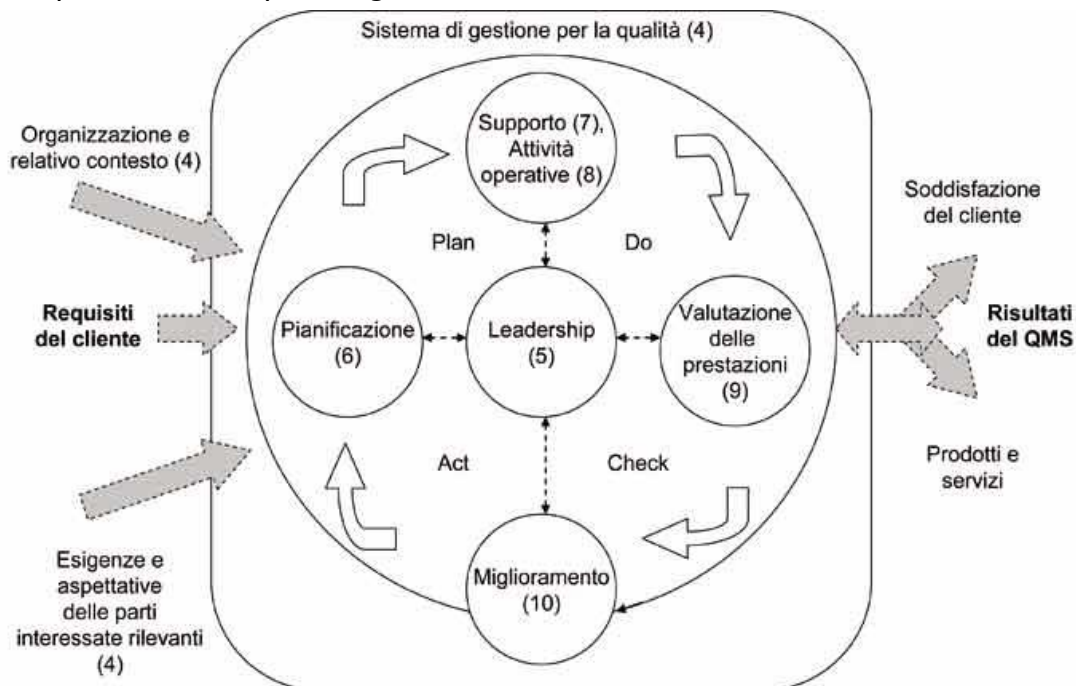 Sistema di gestione per la qualità (4)
Organizzazione e
relativo contesto (4)
Supporto (7),
Attività
operative (8)
Soddisfazione
del cliente
Plan
Do
Requisiti
del cliente
Pianificazione
(6)
Leadership
(5)
Valutazione
delle
prestazioni
(9)
Risultati
del QMS
Act
Check
Prodotti e
servizi
Esigenze e
aspettative
delle parti
interessate rilevanti
(4)
Miglioramento
(10)